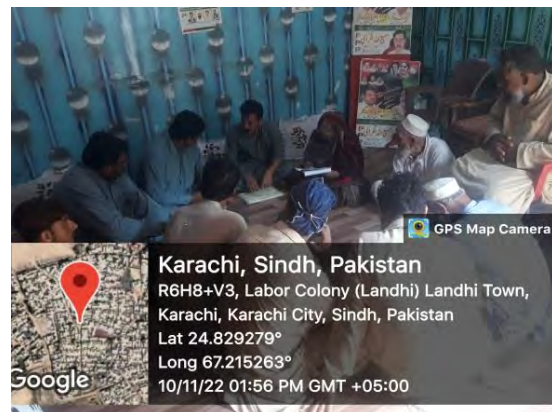 GPS Map Camera
Karachi, Sindh, Pakistan
R6H8+V3, Labor Colony (Landhi) Landhi Town,
Karachi, Karachi City, Sindh, Pakistan
Lat 24.829279°
Long 67.215263°
10/11/22 01:56 PM GMT +05:00
Google